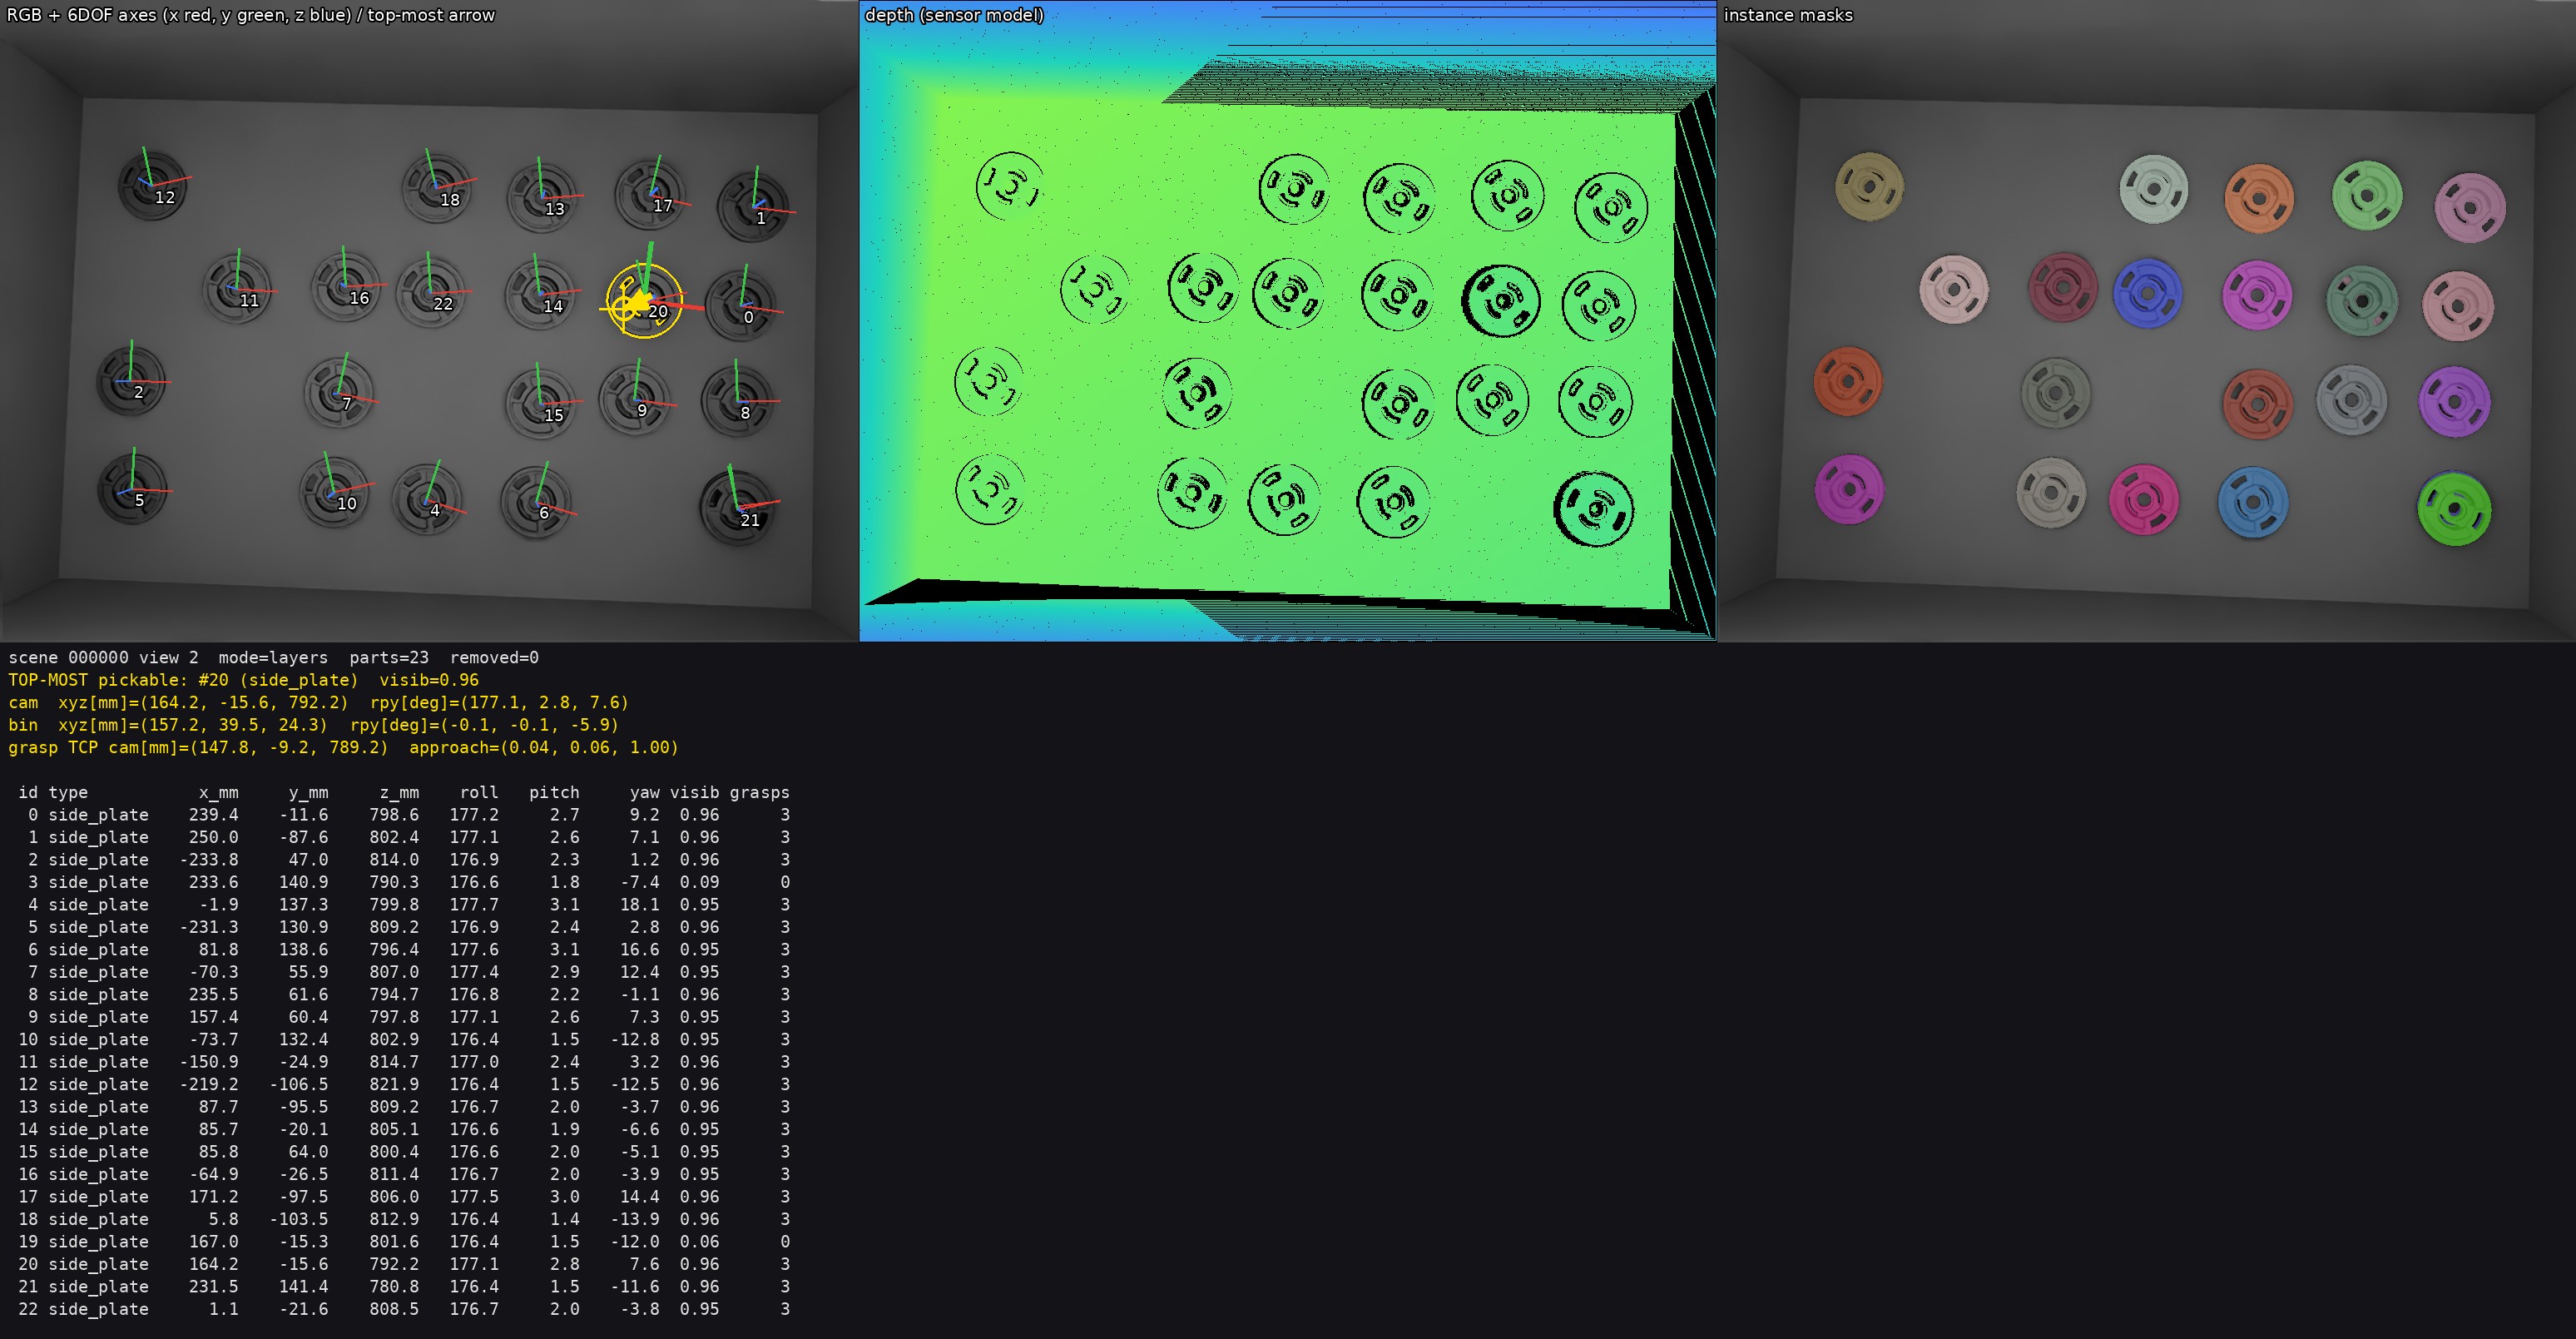 RGB + 6DOF axes (x red, y green, z blue) / top-most arrow
depth (sensor model)
instance masks
12
18
13
17
1
11
16
22
14
20
0
2
7
15
9
8
5
10
4
6
21
scene 000000 view 2 mode=layers parts=23 removed=0
TOP-MOST pickable: #20 (side_plate) visib=0.96
cam xyz[mm]=(164.2, -15.6, 792.2) rpy[deg]=(177.1, 2.8, 7.6)
bin xyz[mm]=(157.2, 39.5, 24.3) rpy[deg]=(-0.1, -0.1, -5.9)
grasp TCP cam[mm]=(147.8, -9.2, 789.2) approach=(0.04, 0.06, 1.00)
id type x_mm y_mm z_mm roll pitch yaw visib grasps
0 side_plate 239.4 -11.6 798.6 177.2 2.7 9.2 0.96 3
1 side_plate 250.0 -87.6 802.4 177.1 2.6 7.1 0.96 3
2 side_plate -233.8 47.0 814.0 176.9 2.3 1.2 0.96 3
3 side_plate 233.6 140.9 790.3 176.6 1.8 -7.4 0.09 0
4 side_plate -1.9 137.3 799.8 177.7 3.1 18.1 0.95 3
5 side_plate -231.3 130.9 809.2 176.9 2.4 2.8 0.96 3
6 side_plate 81.8 138.6 796.4 177.6 3.1 16.6 0.95 3
7 side_plate -70.3 55.9 807.0 177.4 2.9 12.4 0.95 3
8 side_plate 235.5 61.6 794.7 176.8 2.2 -1.1 0.96 3
9 side_plate 157.4 60.4 797.8 177.1 2.6 7.3 0.95 3
10 side_plate -73.7 132.4 802.9 176.4 1.5 -12.8 0.95 3
11 side_plate -150.9 -24.9 814.7 177.0 2.4 3.2 0.96 3
12 side_plate -219.2 -106.5 821.9 176.4 1.5 -12.5 0.96 3
13 side_plate 87.7 -95.5 809.2 176.7 2.0 -3.7 0.96 3
14 side_plate 85.7 -20.1 805.1 176.6 1.9 -6.6 0.95 3
15 side_plate 85.8 64.0 800.4 176.6 2.0 -5.1 0.95 3
16 side_plate -64.9 -26.5 811.4 176.7 2.0 -3.9 0.95 3
17 side_plate 171.2 -97.5 806.0 177.5 3.0 14.4 0.96 3
18 side_plate 5.8 -103.5 812.9 176.4 1.4 -13.9 0.96 3
19 side_plate 167.0 -15.3 801.6 176.4 1.5 -12.0 0.06 0
20 side_plate 164.2 -15.6 792.2 177.1 2.8 7.6 0.96 3
21 side_plate 231.5 141.4 780.8 176.4 1.5 -11.6 0.96 3
22 side_plate 1.1 -21.6 808.5 176.7 2.0 -3.8 0.95 3